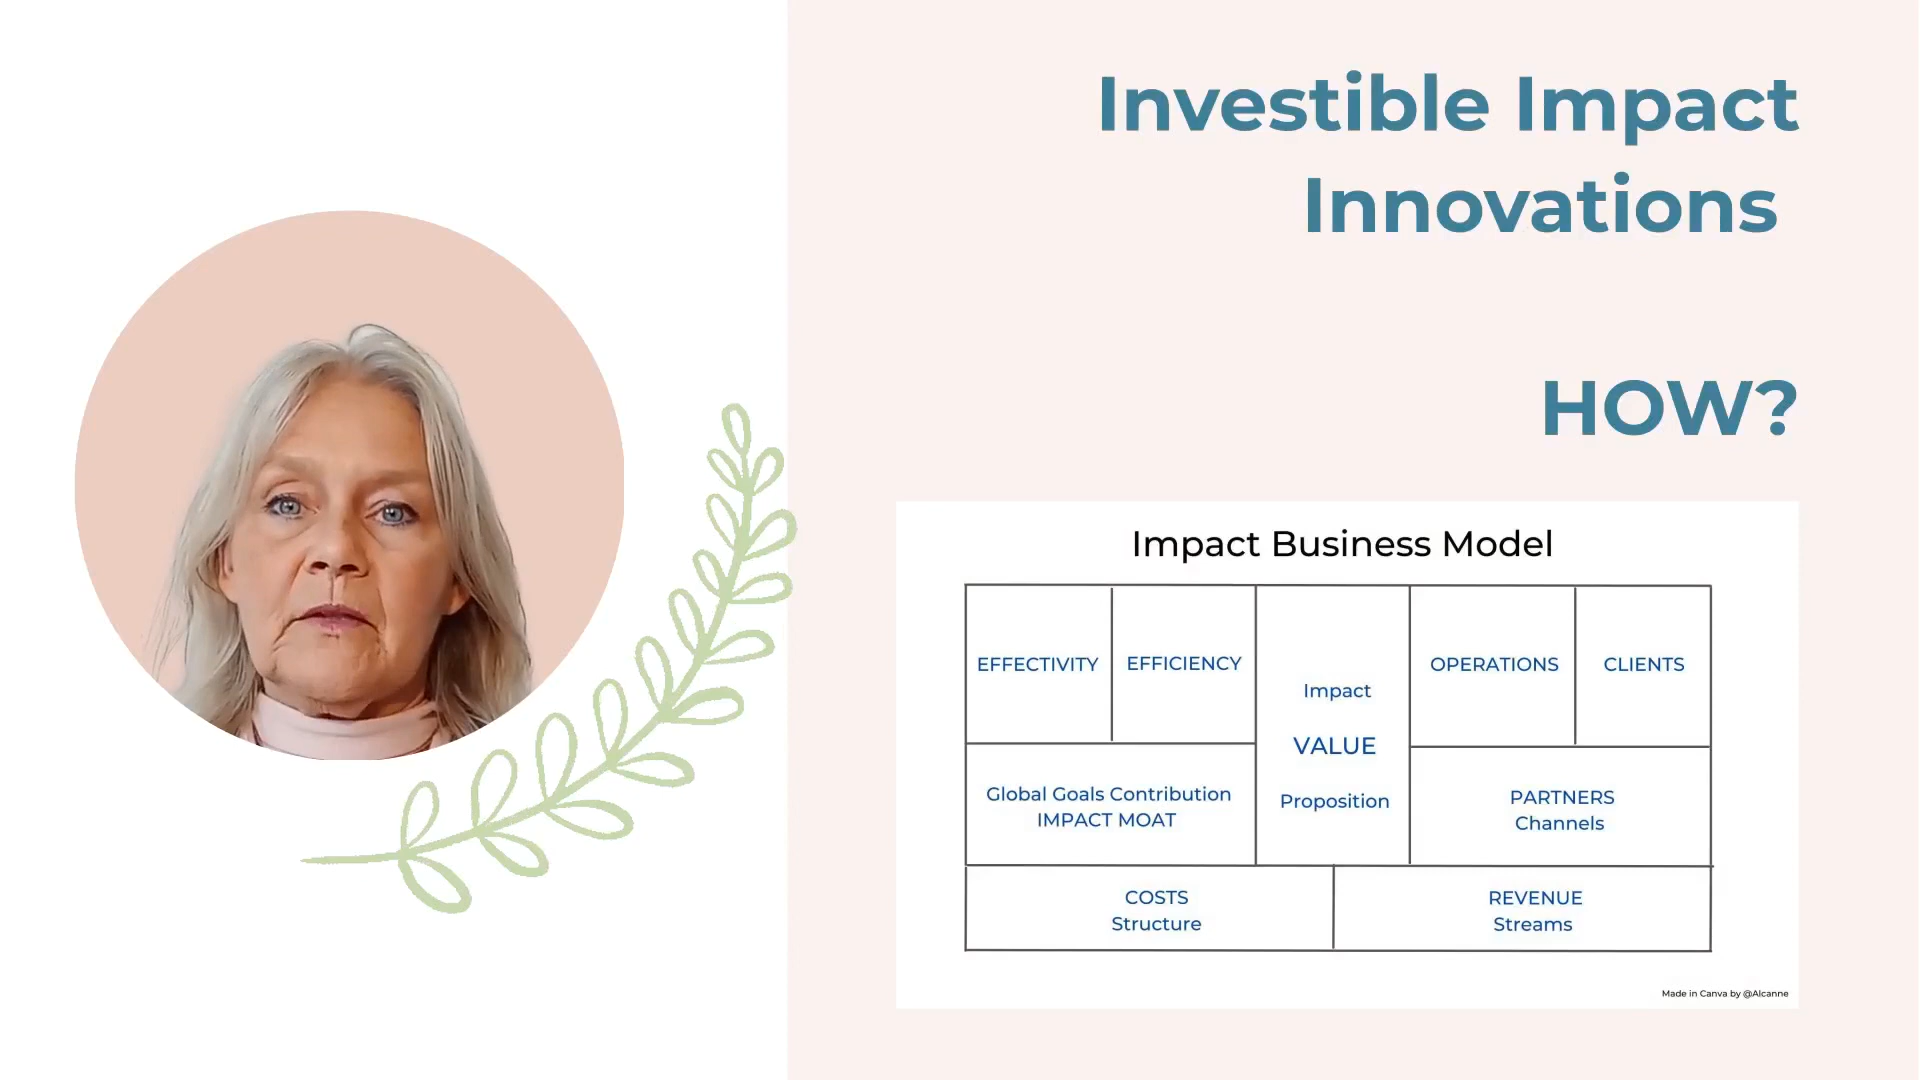 Investible Impact
Innovations
HOW?
Impact Business Model
EFFECTIVITY
EFFICIENCY
Impact
VALUE
Proposition
OPERATIONS
CLIENTS
Global Goals Contribution
IMPACT MOAT
PARTNERS
Channels
COSTS
Structure
REVENUE
Streams
Made in Canva by @Alcanne